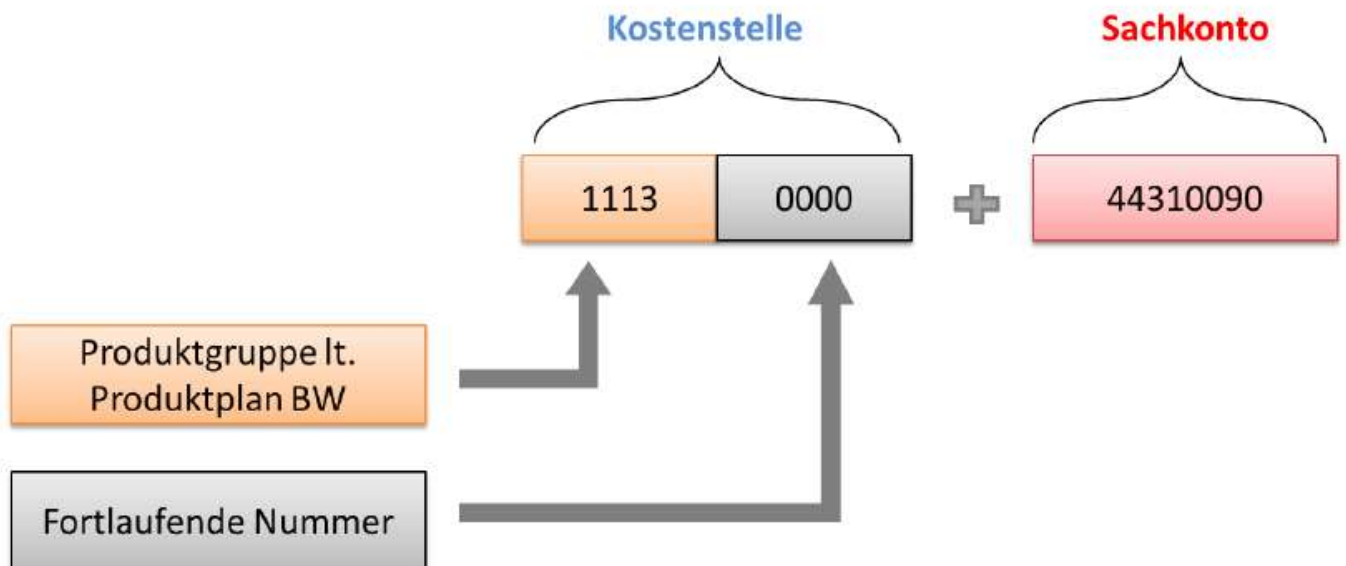 Kostenstelle
Sachkonto
1113
0000
44310090
Produktgruppe lt.
Produktplan BW
Fortlaufende Nummer